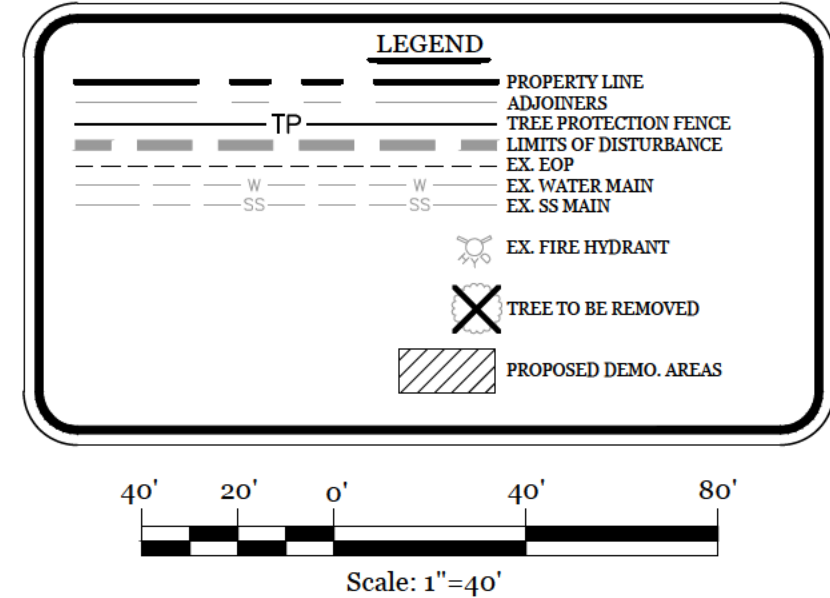 LEGEND
PROPERTY LINE
ADJOINERS
TP TREE PROTECTION FENCE
LIMITS OF DISTURBANCE
EX. EOP
W W EX. WATER MAIN
SS SS EX. SS MAIN
HYD EX. FIRE HYDRANT
TREE TO BE REMOVED
PROPOSED DEMO. AREAS
40' 20' 0' 40' 80'
Scale: 1"=40'